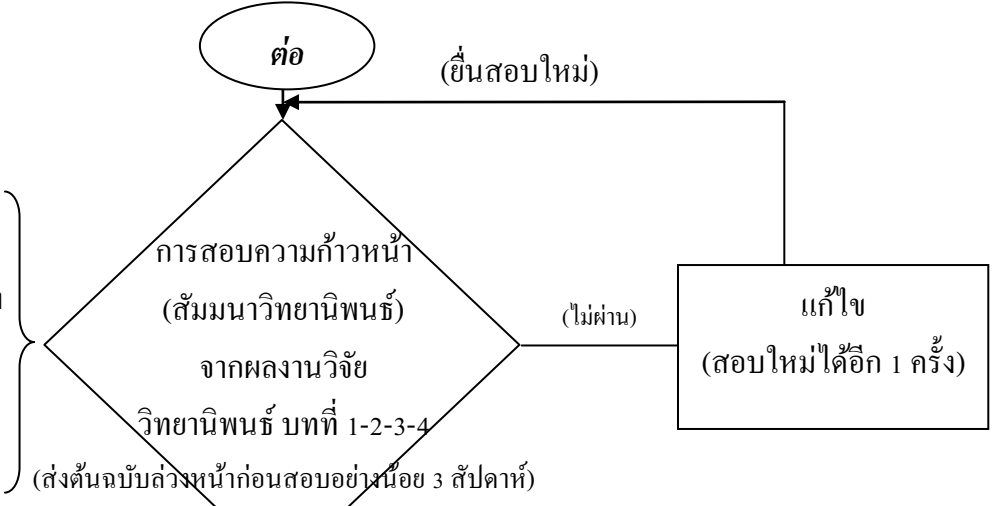 ต่อ
(ยื่นสอบใหม่)
การสอบความก้าวหน้า
(สัมมนาวิทยานิพนธ์)
จากผลงานวิจัย
วิทยานิพนธ์ บทที่ 1-2-3-4
(ส่งต้นฉบับล่วงหน้าก่อนสอบอย่างน้อย 3 สัปดาห์)
(ไม่ผ่าน)
แก้ไข
(สอบใหม่ได้อีก 1 ครั้ง)